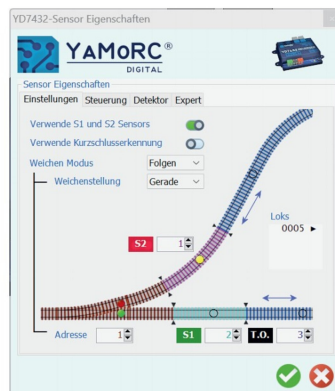 YD7432-Sensor Eigenschaften
YAMORC®
DIGITAL
Sensor Eigenschaften
Einstellungen Steuerung Detektor Expert
Verwende S1 und S2 Sensors
Verwende Kurzschlusserkennung
Weichen Modus Folgen
Weichenstellung Gerade
Loks
0005
S2 1
Adresse 1 S1 2 T.O. 3